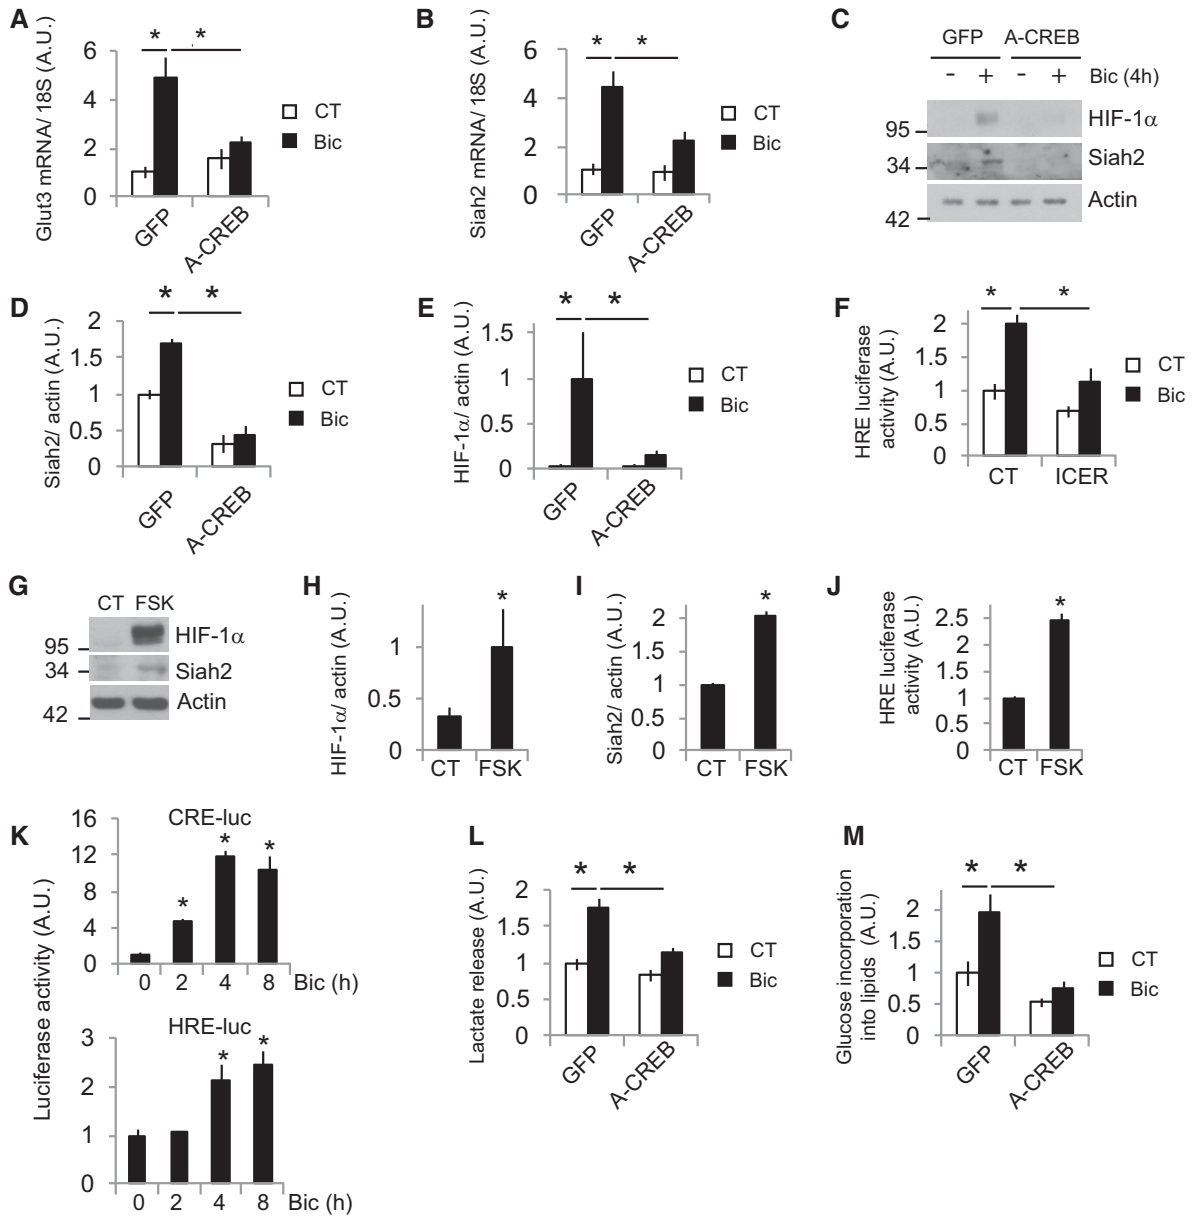 A
Glut3 mRNA/ 18S (A.U.)
6
4
2
0
*
*
CT
Bic
GFP
A-CREB
B
Siah2 mRNA/ 18S (A.U.)
6
4
2
0
*
*
CT
Bic
GFP
A-CREB
C
GFP A-CREB
- + - + Bic (4h)
95
HIF-1α
34
Siah2
Actin
42
D
Siah2/ actin (A.U.)
2
1.5
1
0.5
0
*
*
CT
Bic
GFP
A-CREB
E
HIF-1α/ actin (A.U.)
1.5
1
0.5
0
*
*
CT
Bic
GFP
A-CREB
F
HRE luciferase
activity (A.U.)
2
1.5
1
0.5
0
*
*
CT
Bic
CT ICER
G
CT FSK
HIF-1α
95
34
Siah2
Actin
42
H
HIF-1α/ actin (A.U.)
1
0.5
0
*
CT FSK
I
Siah2/ actin (A.U.)
2
1.5
1
0.5
0
*
CT FSK
J
HRE luciferase
activity (A.U.)
2.5
2
1.5
1
0.5
0
*
CT FSK
K
Luciferase activity (A.U.)
CRE-luc
16
12
8
4
0
*
*
*
0 2 4 8 Bic (h)
HRE-luc
3
2
1
0
*
*
0 2 4 8 Bic (h)
L
Lactate release (A.U.)
2
1.5
1
0.5
0
*
*
CT
Bic
GFP
A-CREB
M
Glucose incorporation
into lipids (A.U.)
2
1.5
1
0.5
0
*
*
CT
Bic
GFP
A-CREB